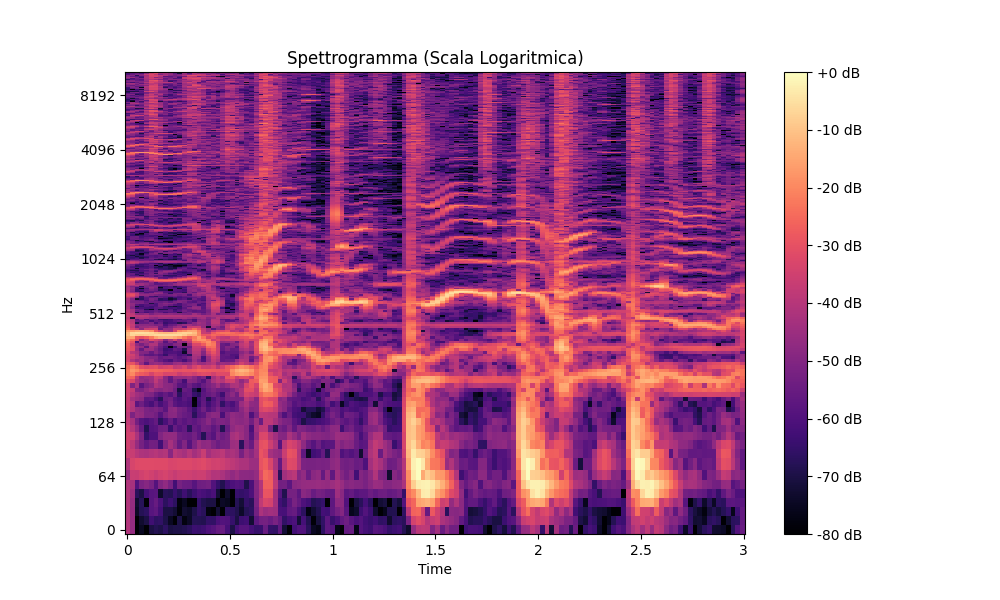 Spettrogramma (Scala Logaritmica)
Hz
8192
4096
2048
1024
512
256
128
64
0
0 0.5 1 1.5 2 2.5 3
Time
+0 dB
-10 dB
-20 dB
-30 dB
-40 dB
-50 dB
-60 dB
-70 dB
-80 dB